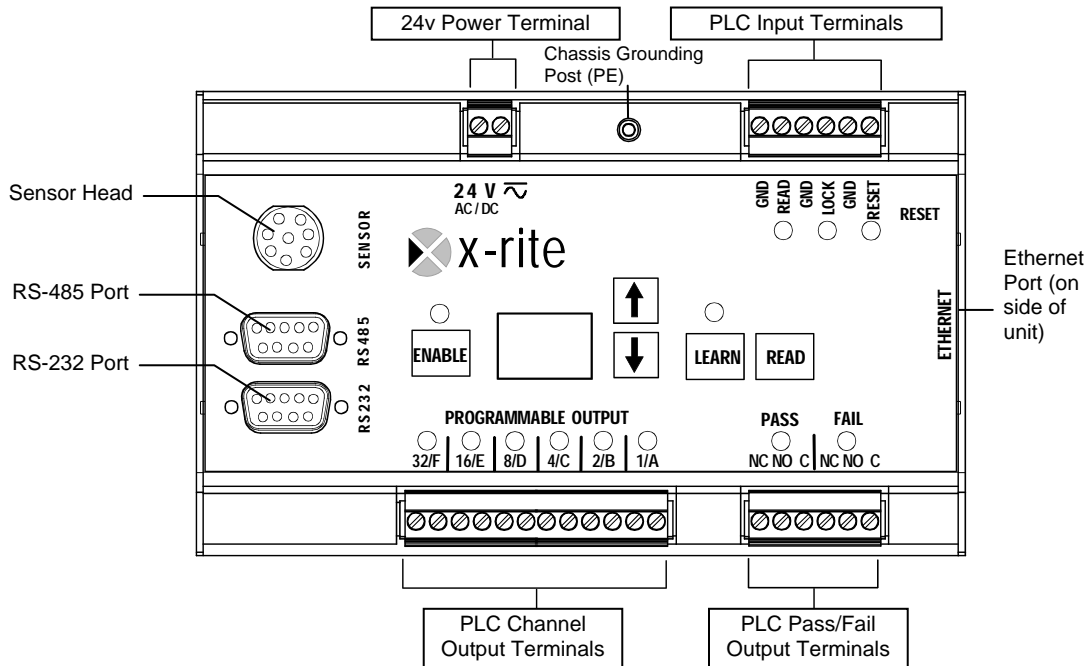 24v Power Terminal
PLC Input Terminals
Chassis Grounding
Post (PE)
Sensor Head
RS-485 Port
RS-232 Port
SENSOR
RS485
RS232
24 V
AC/DC
x-rite
GND
READ
GND
LOCK
GND
RESET
RESET
ETHERNET
Ethernet
Port (on
side of
unit)
ENABLE
LEARN
READ
PROGRAMMABLE OUTPUT
32/F 16/E 8/D 4/C 2/B 1/A
PASS FAIL
NC NO C NC NO C
PLC Channel
Output Terminals
PLC Pass/Fail
Output Terminals